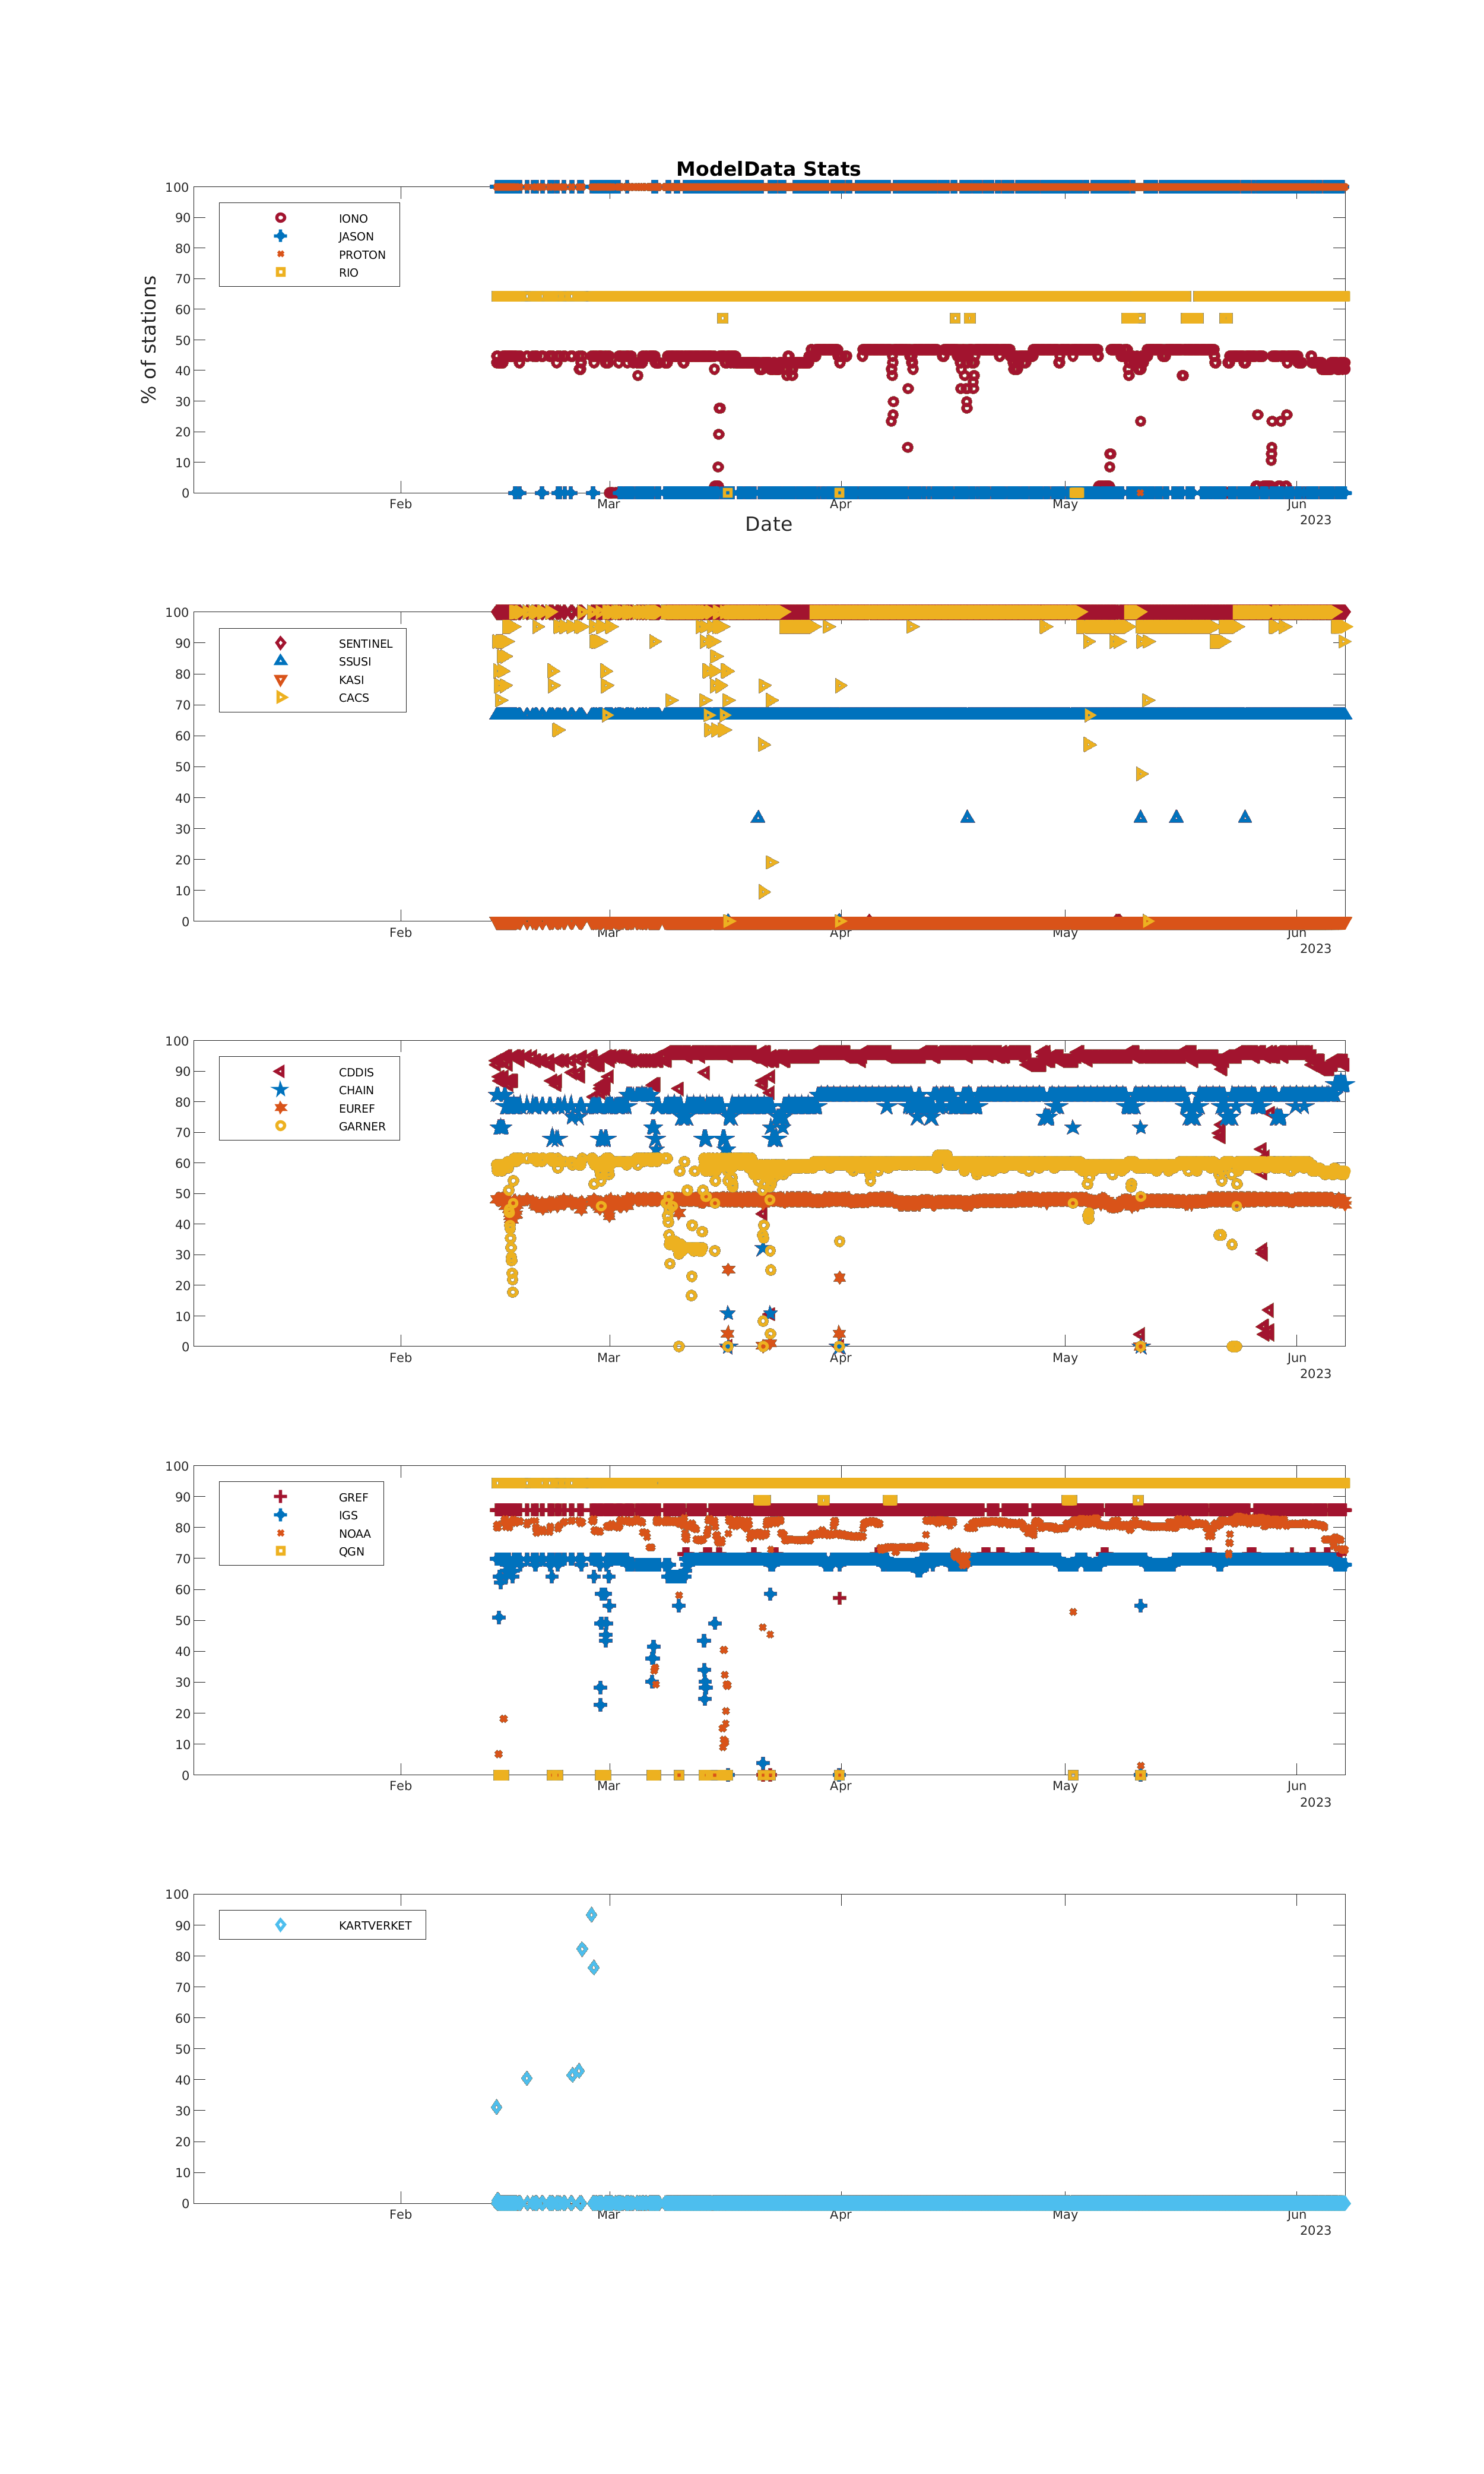 ModelData Stats
100
90
80
70
60
50
40
30
20
10
0
% of stations
IONO
JASON
PROTON
RIO
Feb Mar Apr May Jun
2023
Date
100
90
80
70
60
50
40
30
20
10
0
SENTINEL
SSUSI
KASI
CACS
Feb Mar Apr May Jun
2023
100
90
80
70
60
50
40
30
20
10
0
CDDIS
CHAIN
EUREF
GARNER
Feb Mar Apr May Jun
2023
100
90
80
70
60
50
40
30
20
10
0
GREF
IGS
NOAA
QGN
Feb Mar Apr May Jun
2023
100
90
80
70
60
50
40
30
20
10
0
KARTVERKET
Feb Mar Apr May Jun
2023